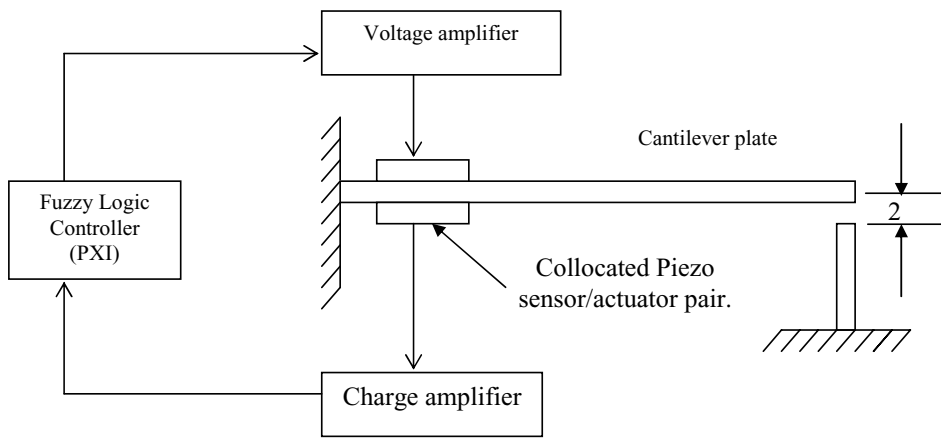 Voltage amplifier
Cantilever plate
Fuzzy Logic
Controller
(PXI)
2
Collocated Piezo
sensor/actuator pair.
Charge amplifier